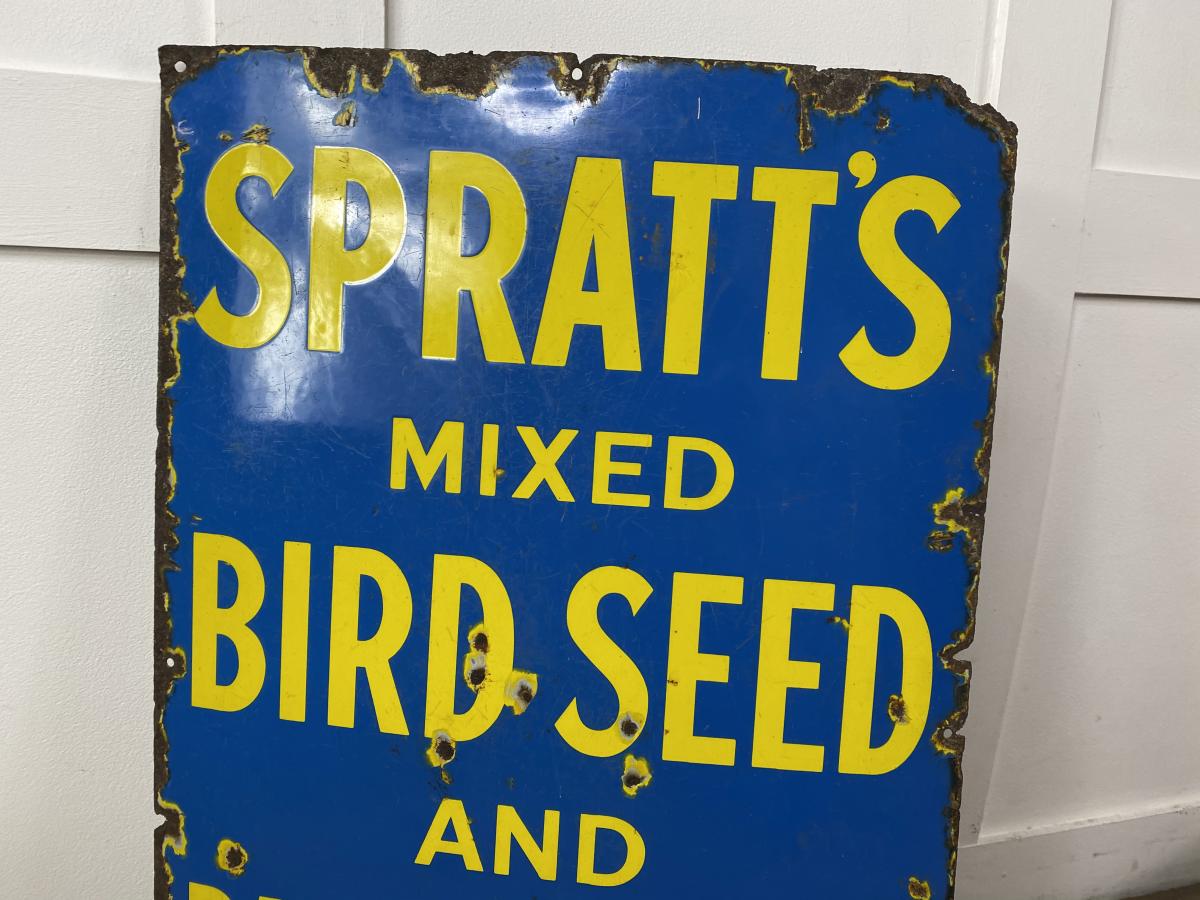 SPRATT'S
MIXED
BIRD SEED
AND